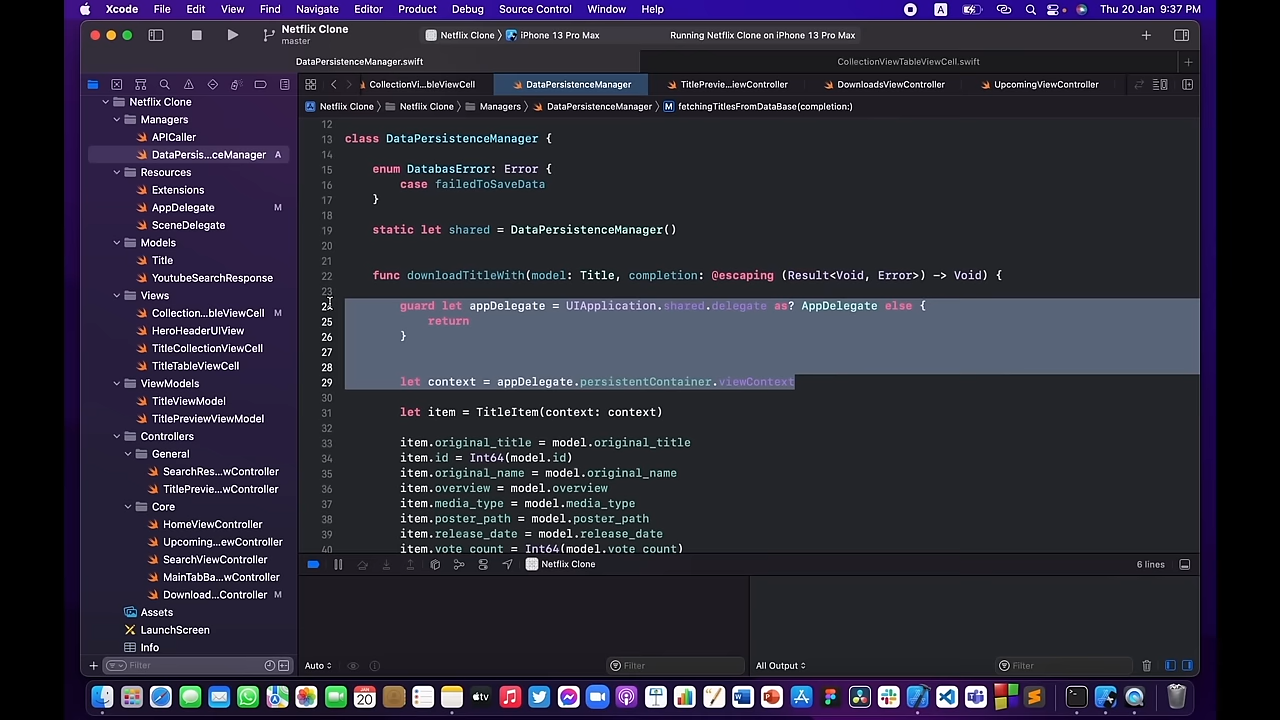 Xcode File Edit View Find Navigate Editor Product Debug Source Control Window Help
A
Thu 20 Jan 9:37 PM
Netflix Clone
master
Netflix Clone
iPhone 13 Pro Max
Running Netflix Clone on iPhone 13 Pro Max
DataPersistenceManager.swift
CollectionViewTableViewCell.swift
CollectionVi...bleViewCell
DataPersistenceManager
TitlePrevie...iewController
DownloadsViewController
UpcomingViewController
Netflix Clone
Netflix Clone
Managers
DataPersistenceManager
M fetchingTitlesFromDataBase(completion:)
Netflix Clone
Managers
APICaller
DataPersis...ceManager A
Resources
Extensions
AppDelegate M
SceneDelegate
Models
Title
YoutubeSearchResponse
Views
Collection...bleViewCell M
HeroHeaderUIView
TitleCollectionViewCell
TitleTableViewCell
ViewModels
TitleViewModel
TitlePreviewViewModel
Controllers
General
SearchRes...wController
TitlePrevie...wController
Core
HomeViewController
Upcoming...ewController
SearchViewController
MainTabBa...wController
Download...Controller M
Assets
LaunchScreen
Info
Filter
12
13 class DataPersistenceManager {
14
15 enum DatabasError: Error {
16 case failedToSaveData
17 }
18
19 static let shared = DataPersistenceManager()
20
21
22 func downloadTitleWith(model: Title, completion: @escaping (Result<Void, Error>) -> Void) {
23
24 guard let appDelegate = UIApplication.shared.delegate as? AppDelegate else {
25 return
26 }
27
28
29 let context = appDelegate.persistentContainer.viewContext
30
31 let item = TitleItem(context: context)
32
33 item.original_title = model.original_title
34 item.id = Int64(model.id)
35 item.original_name = model.original_name
36 item.overview = model.overview
37 item.media_type = model.media_type
38 item.poster_path = model.poster_path
39 item.release_date = model.release_date
40 item.vote_count = Int64(model.vote_count)
Netflix Clone
6 lines
Auto
Filter
All Output
Filter
JAN
20
tv